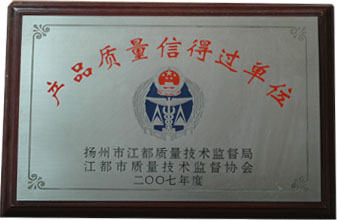 产品质量信得过单位
扬州市江都质量技术监督局
江都市质量技术监督协会
二〇〇七年度